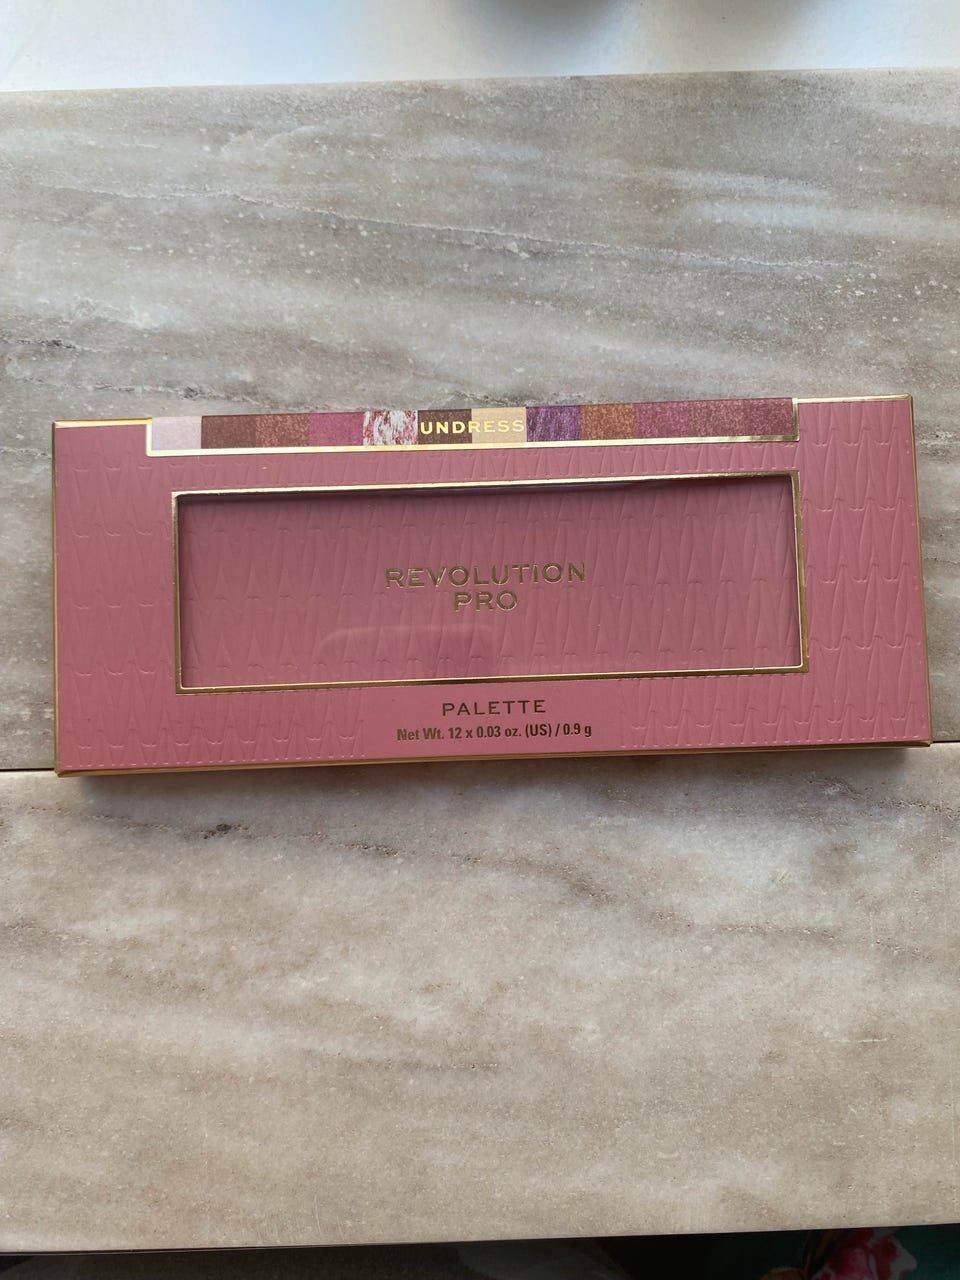 UNDRESS
REVOLUTION
PRO
PALETTE
Net Wt. 12 x 0.03 oz. (US) / 0.9 g